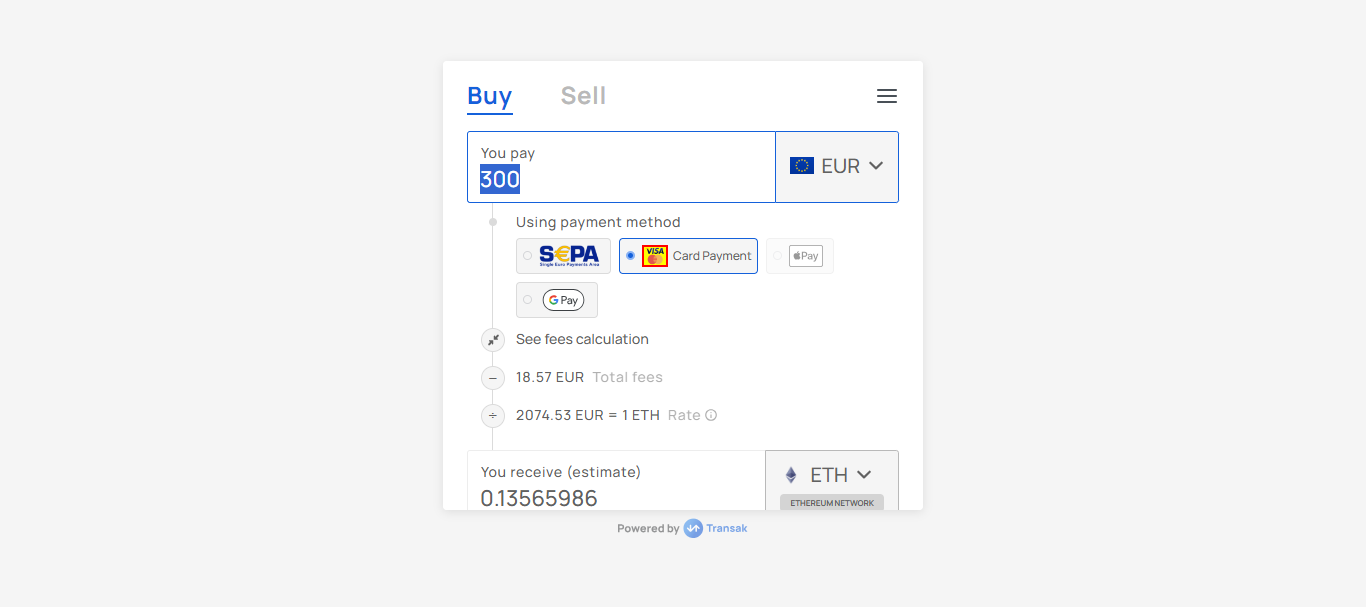 Buy Sell
You pay
300
EUR
Using payment method
S€PA
Single Euro Payments Area
VISA
Card Payment
Pay
G Pay
See fees calculation
– 18.57 EUR Total fees
÷ 2074.53 EUR = 1 ETH Rate
You receive (estimate)
0.13565986
ETH
ETHEREUM NETWORK
Powered by Transak